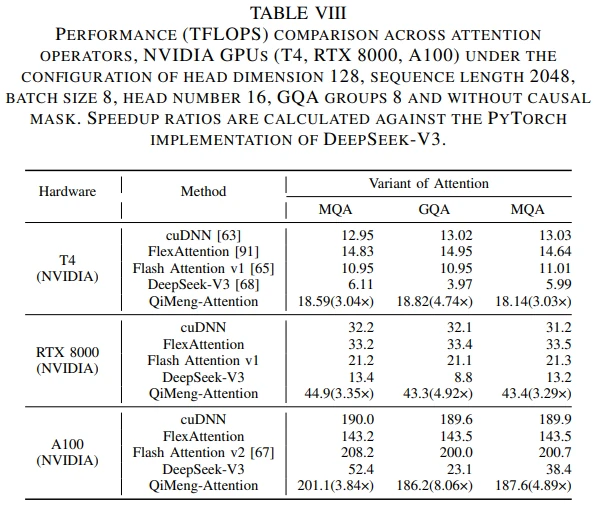 TABLE VIII
PERFORMANCE (TFLOPS) COMPARISON ACROSS ATTENTION
OPERATORS, NVIDIA GPUS (T4, RTX 8000, A100) UNDER THE
CONFIGURATION OF HEAD DIMENSION 128, SEQUENCE LENGTH 2048,
BATCH SIZE 8, HEAD NUMBER 16, GQA GROUPS 8 AND WITHOUT CAUSAL
MASK. SPEEDUP RATIOS ARE CALCULATED AGAINST THE PYTORCH
IMPLEMENTATION OF DEEPSEEK-V3.
Hardware Method Variant of Attention
MQA GQA MQA
T4 (NVIDIA)
cuDNN [63] 12.95 13.02 13.03
FlexAttention [91] 14.83 14.95 14.64
Flash Attention v1 [65] 10.95 10.95 11.01
DeepSeek-V3 [68] 6.11 3.97 5.99
QiMeng-Attention 18.59(3.04×) 18.82(4.74×) 18.14(3.03×)
RTX 8000 (NVIDIA)
cuDNN 32.2 32.1 31.2
FlexAttention 33.2 33.4 33.5
Flash Attention v1 21.2 21.1 21.3
DeepSeek-V3 13.4 8.8 13.2
QiMeng-Attention 44.9(3.35×) 43.3(4.92×) 43.4(3.29×)
A100 (NVIDIA)
cuDNN 190.0 189.6 189.9
FlexAttention 143.2 143.5 143.5
Flash Attention v2 [67] 208.2 200.0 200.7
DeepSeek-V3 52.4 23.1 38.4
QiMeng-Attention 201.1(3.84×) 186.2(8.06×) 187.6(4.89×)